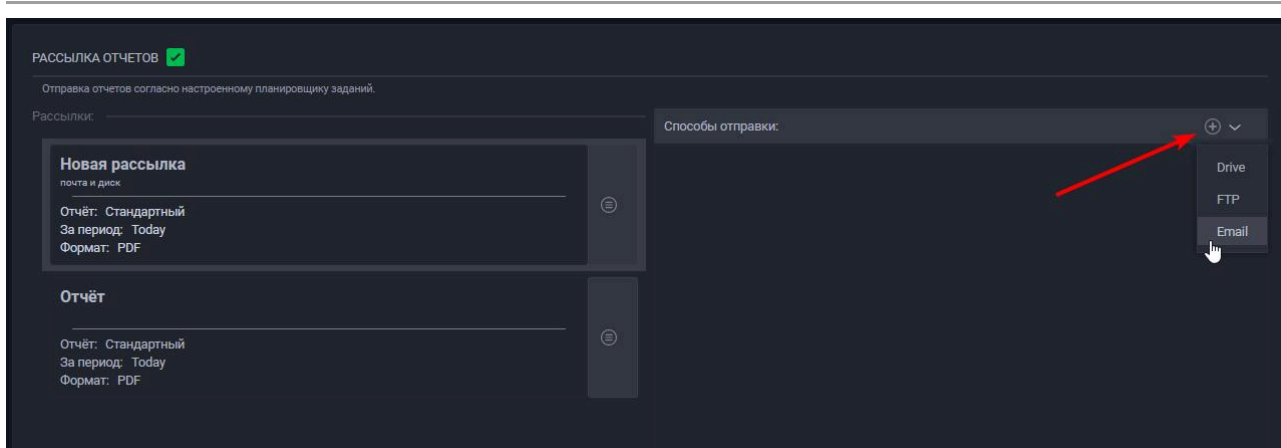 РАССЫЛКА ОТЧЕТОВ
Отправка отчетов согласно настроенному планировщику заданий.
Рассылки:
Новая рассылка
почта и диск
Отчёт: Стандартный
За период: Today
Формат: PDF
Отчёт
Отчёт: Стандартный
За период: Today
Формат: PDF
Способы отправки:
Drive
FTP
Email